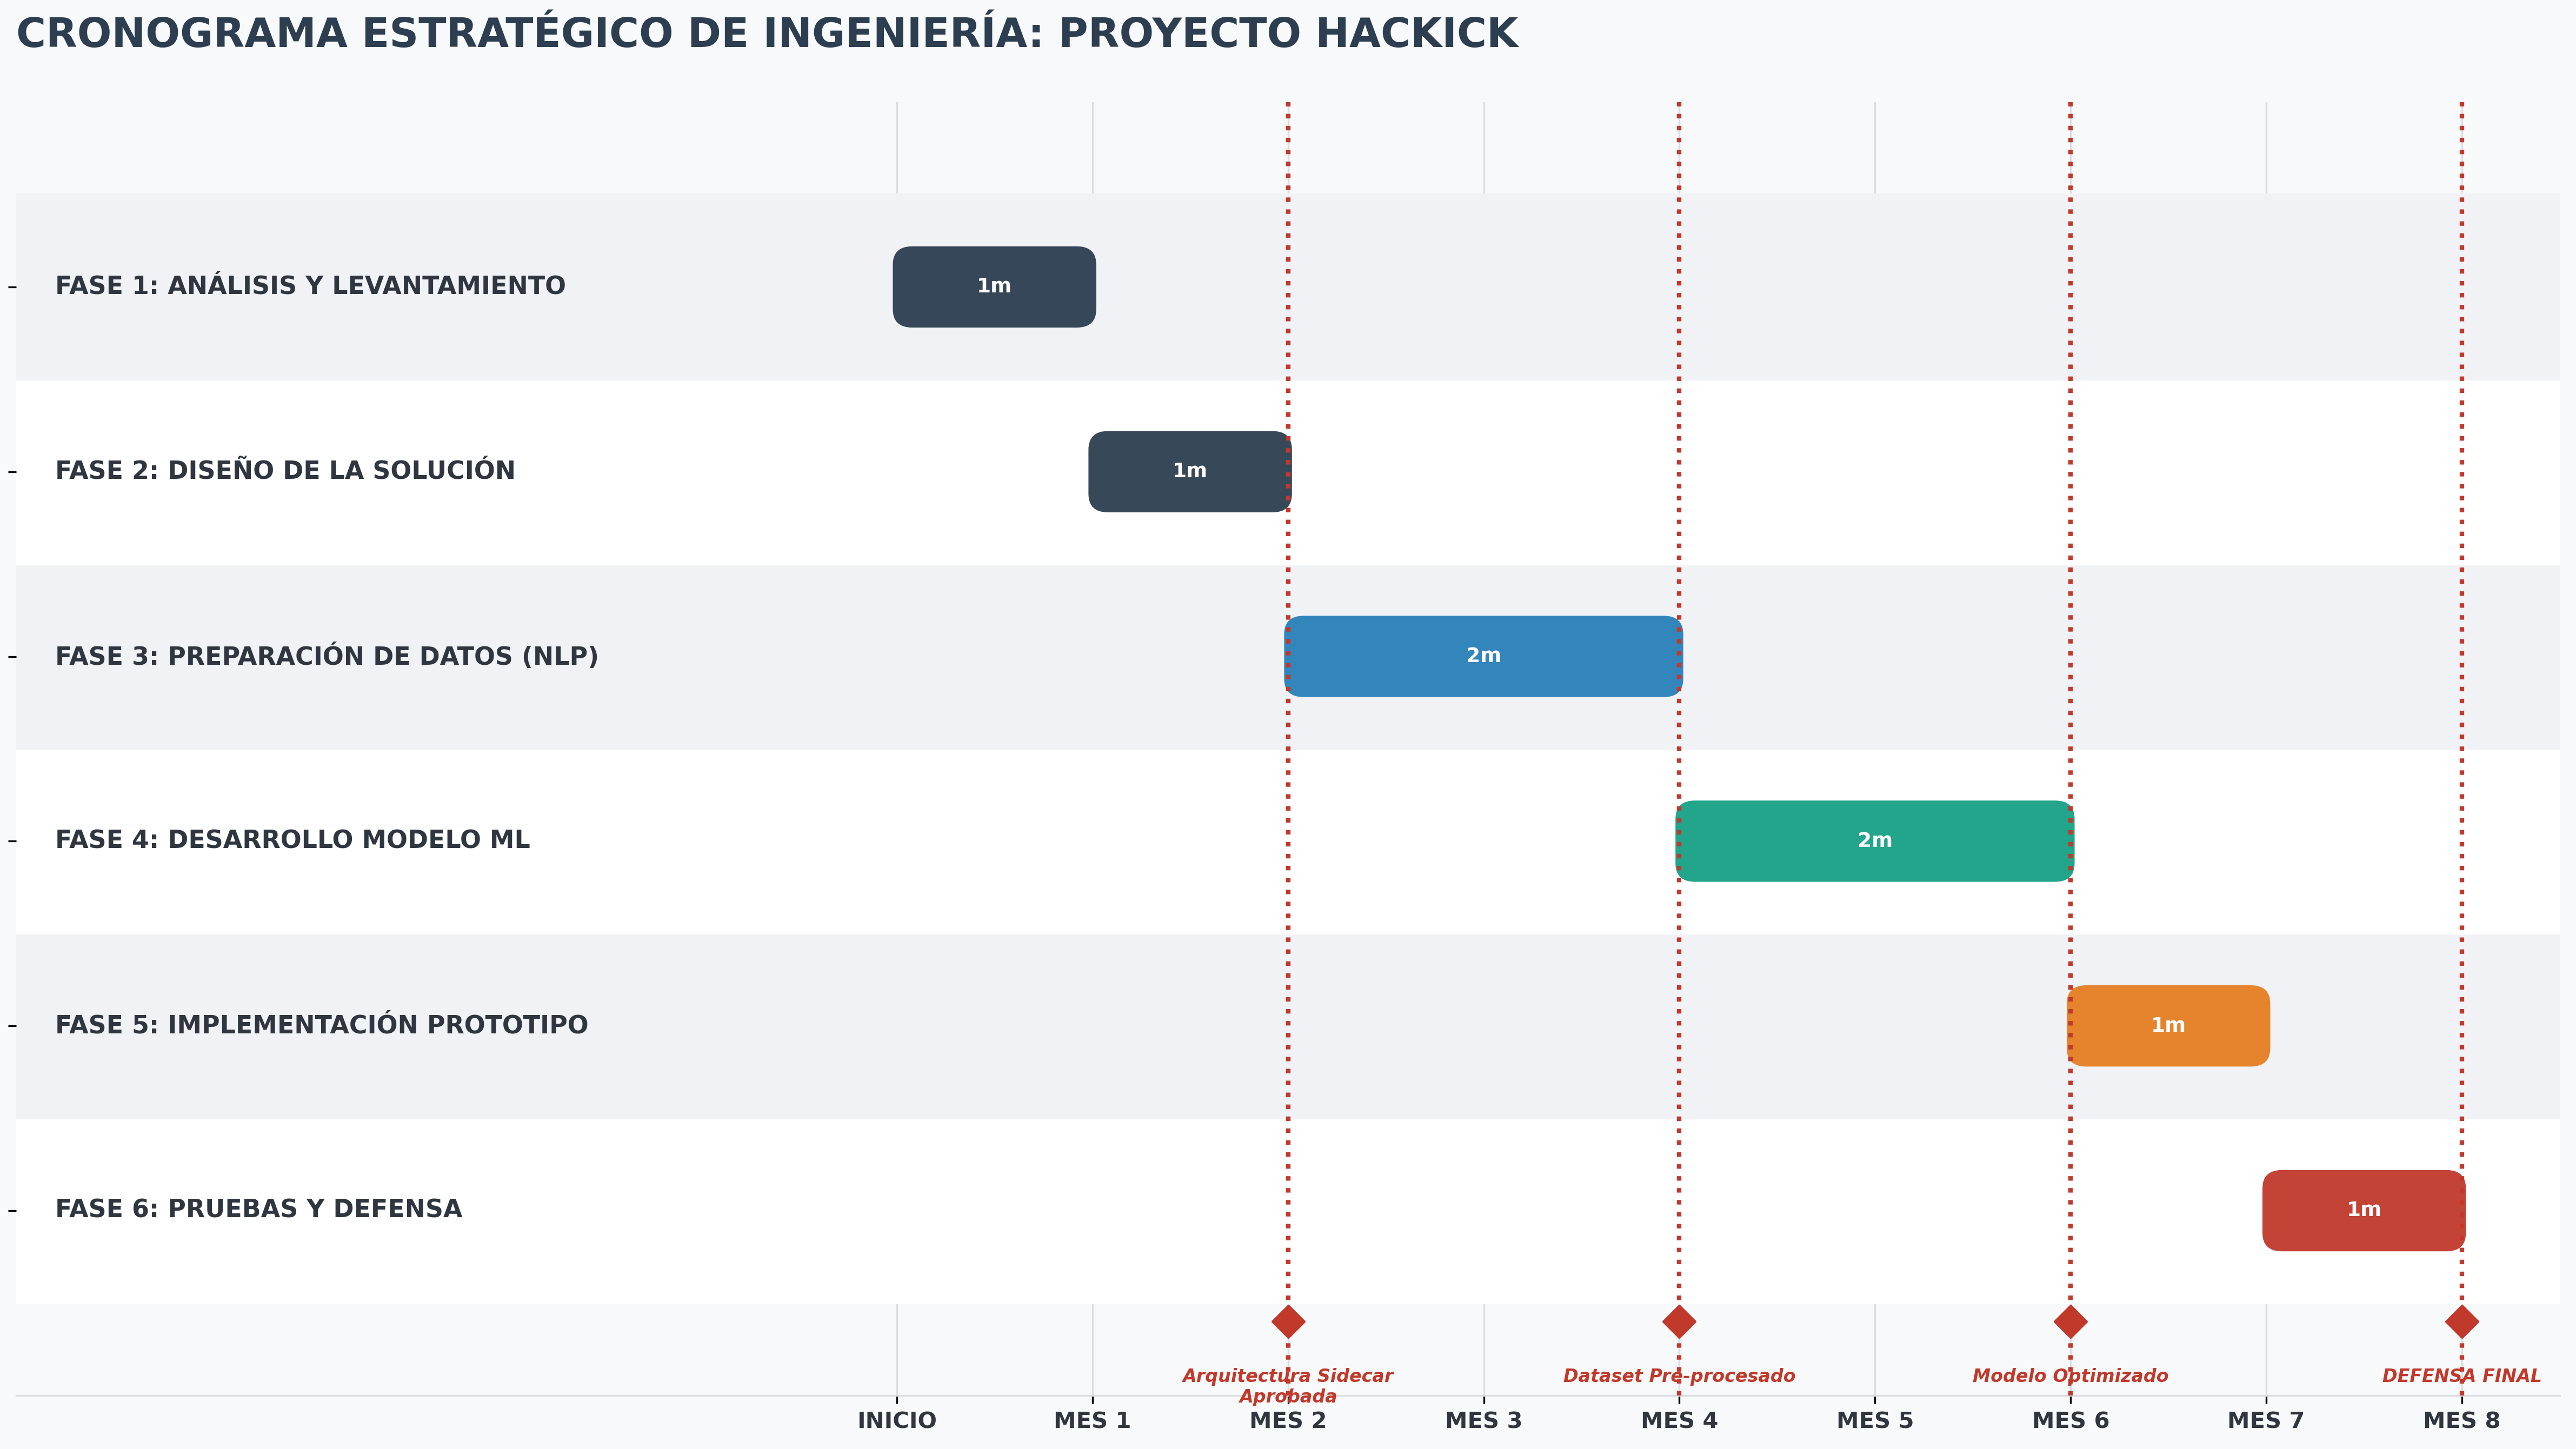 CRONOGRAMA ESTRATÉGICO DE INGENIERÍA: PROYECTO HACKICK
FASE 1: ANÁLISIS Y LEVANTAMIENTO
1m
FASE 2: DISEÑO DE LA SOLUCIÓN
1m
FASE 3: PREPARACIÓN DE DATOS (NLP)
2m
FASE 4: DESARROLLO MODELO ML
2m
FASE 5: IMPLEMENTACIÓN PROTOTIPO
1m
FASE 6: PRUEBAS Y DEFENSA
1m
Arquitectura Sidecar
Aprobada
Dataset Pre-procesado
Modelo Optimizado
DEFENSA FINAL
INICIO
MES 1
MES 2
MES 3
MES 4
MES 5
MES 6
MES 7
MES 8